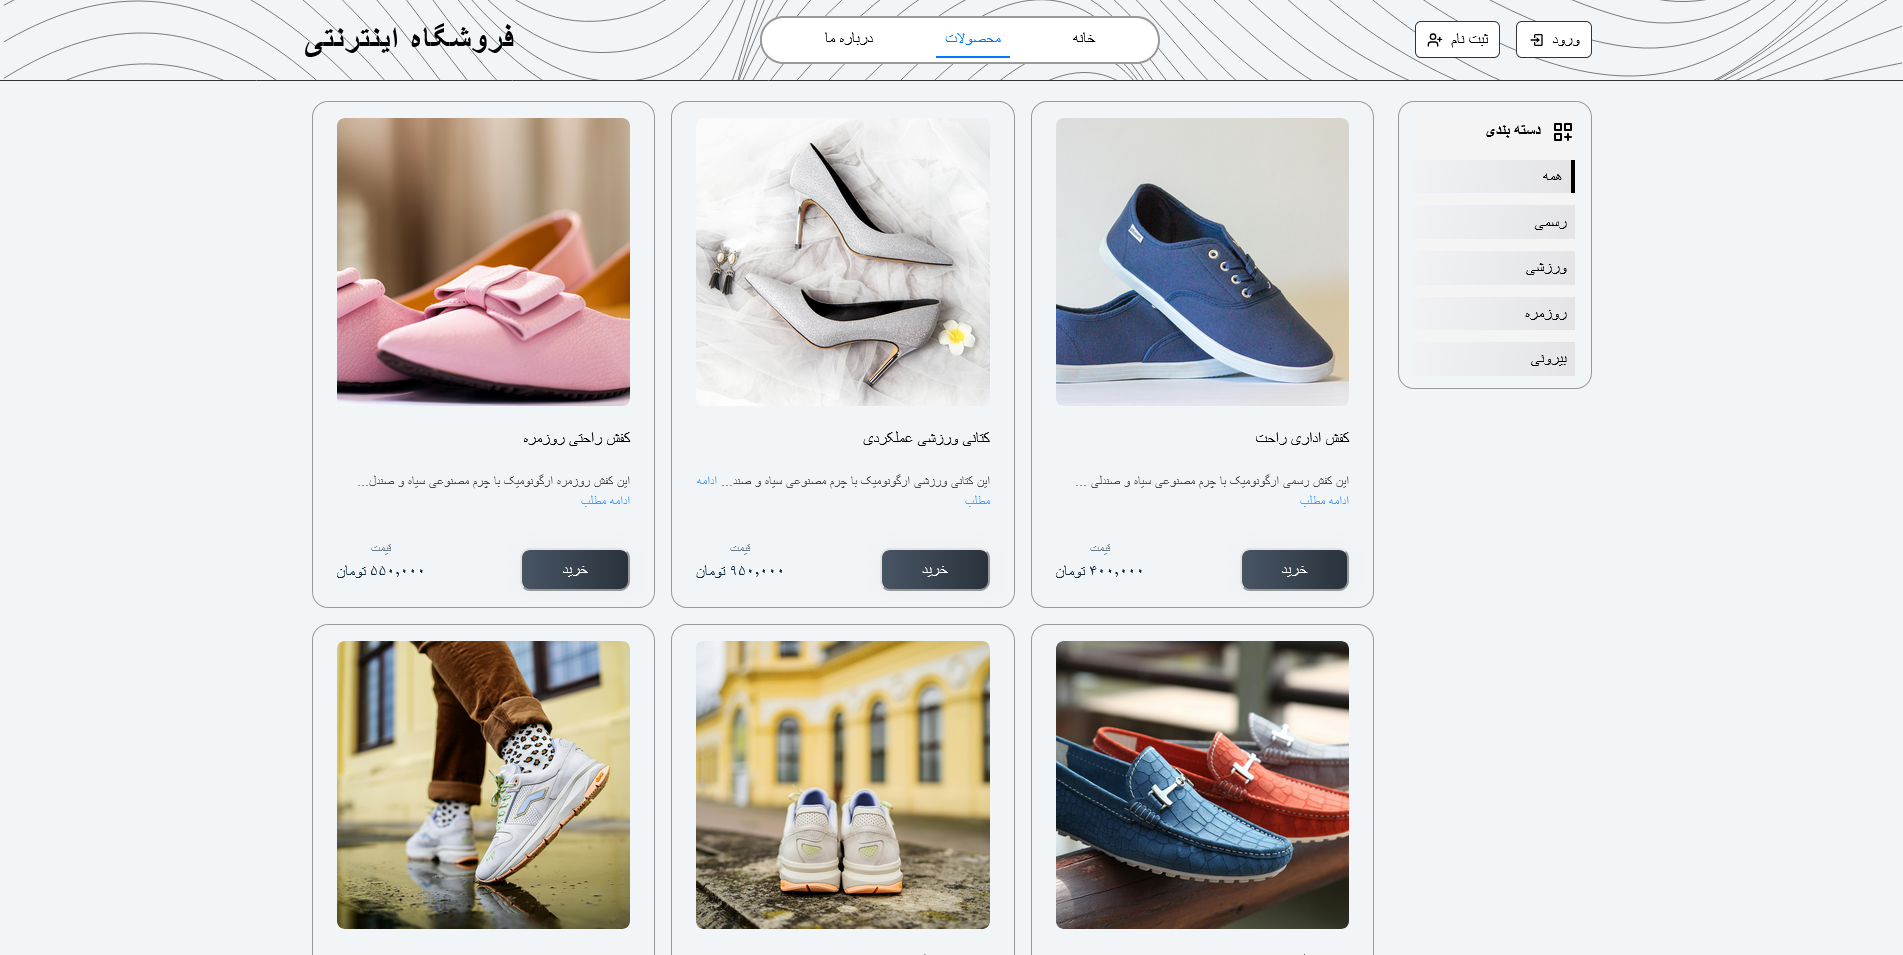 ورود
ثبت نام
خانه
محصولات
درباره ما
فروشگاه اینترنتی
دسته بندی
همه
رسمی
ورزشی
روزمره
بیرونی
کفش اداری راحت
این کفش رسمی ارگونومیک با چرم مصنوعی سیاه و صندلی ...
ادامه مطلب
قیمت
۴۰۰,۰۰۰ تومان
خرید
کتانی ورزشی عملکردی
این کتانی ورزشی ارگونومیک با چرم مصنوعی سیاه و صند... ادامه
مطلب
قیمت
۹۵۰,۰۰۰ تومان
خرید
کفش راحتی روزمره
این کفش روزمره ارگونومیک با چرم مصنوعی سیاه و صندل...
ادامه مطلب
قیمت
۵۵۰,۰۰۰ تومان
خرید